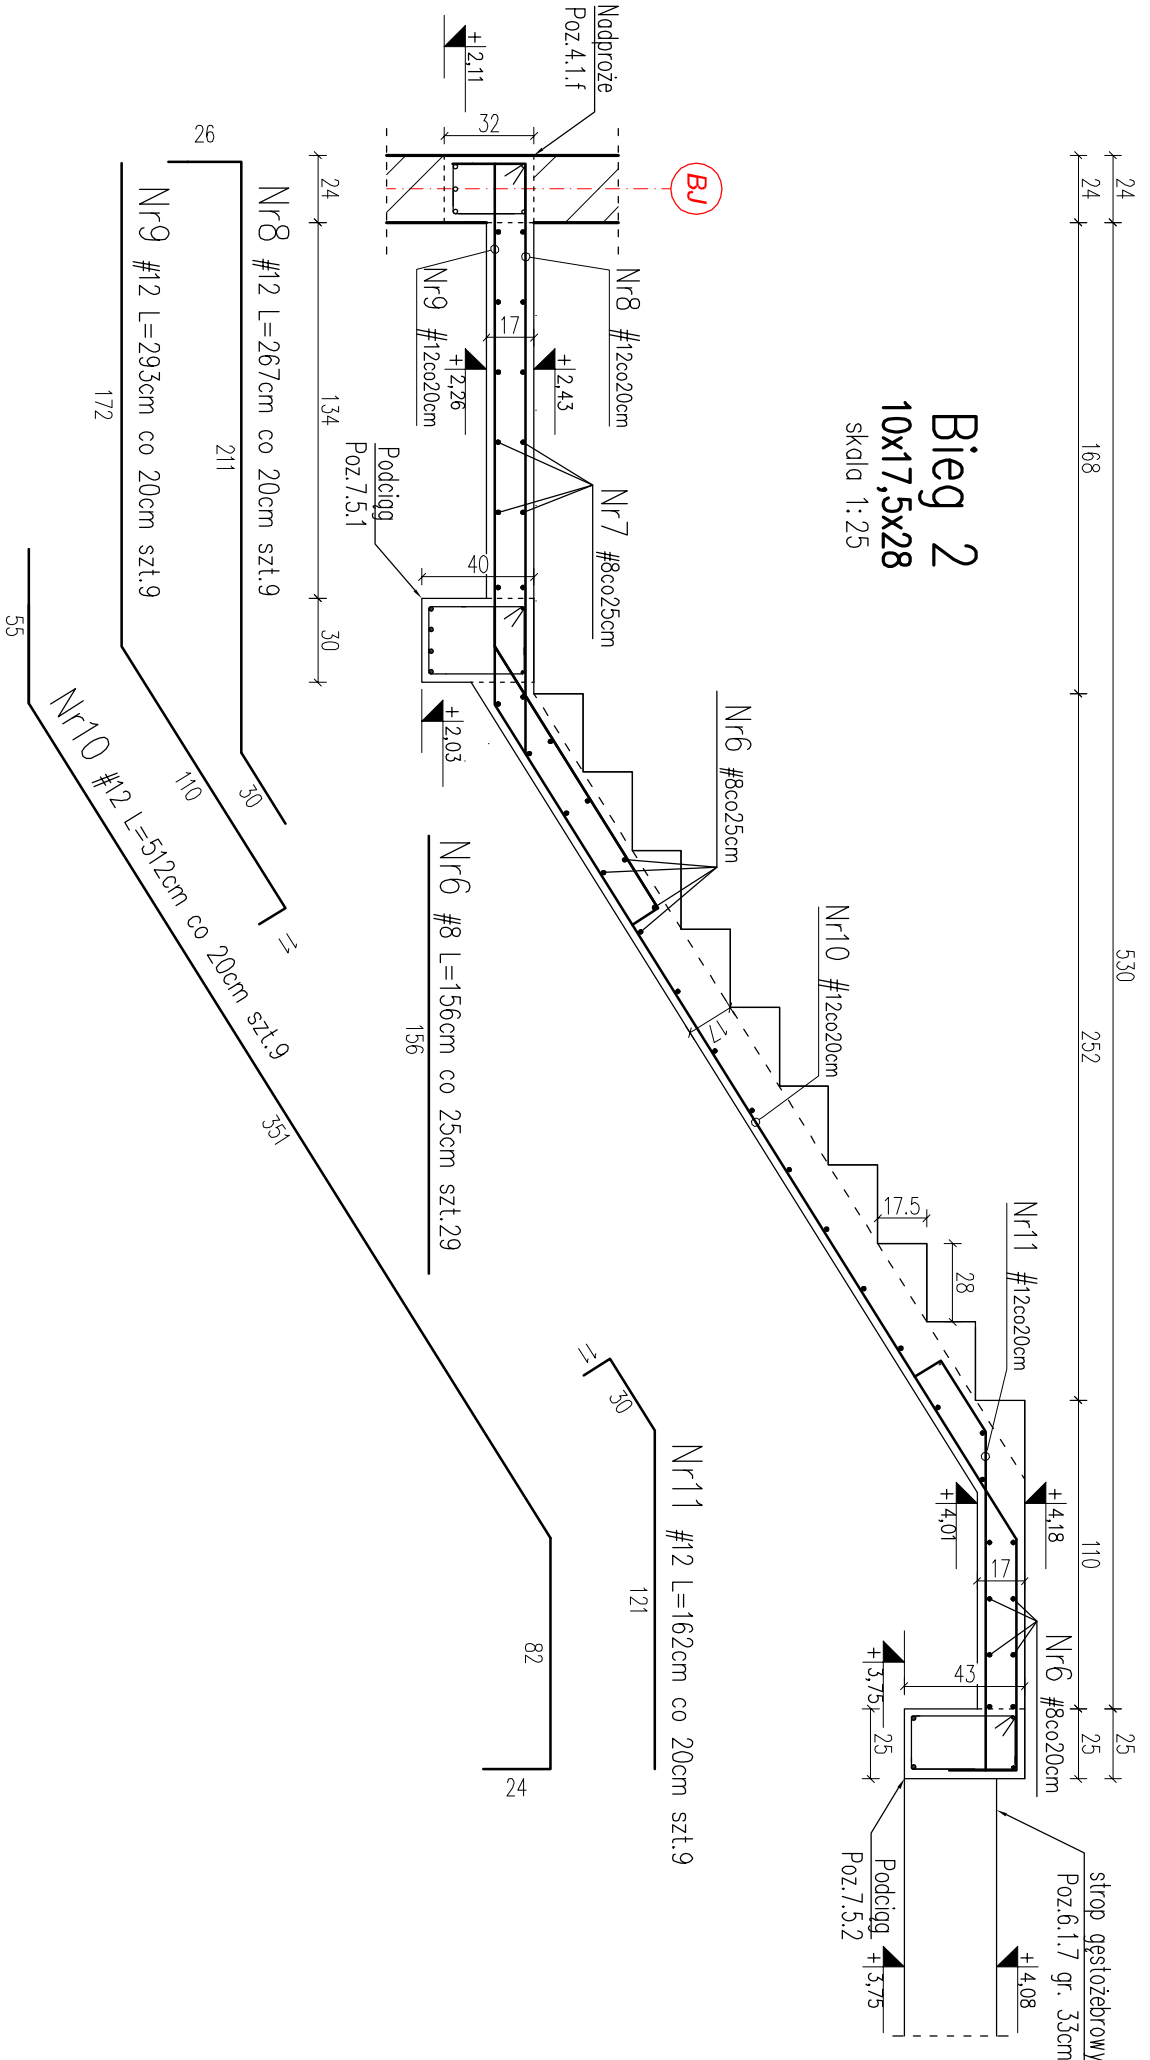 Bieg 2
10x17,5x28
skala 1:25
24
530
25
24
168
252
110
25
BJ
Nadproże
Poz.4.1.f
+2,11
32
Nr8 #12co20cm
Nr9 #12co20cm
17
+2,43
+2,26
Nr7 #8co25cm
40
Podciąg
Poz.7.5.1
+2,03
24
134
30
Nr6 #8co25cm
Nr10 #12co20cm
17
17.5
28
Nr11 #12co20cm
+4,18
+4,01
17
Nr6 #8co20cm
43
+3,75
25
Podciąg
Poz.7.5.2
strop gęstożebrowy
Poz.6.1.7 gr. 33cm
+4,08
+3,75
Nr8 #12 L=267cm co 20cm szt.9
26
211
30
Nr9 #12 L=293cm co 20cm szt.9
172
110
11
Nr10 #12 L=512cm co 20cm szt.9
55
351
82
24
Nr6 #8 L=156cm co 25cm szt.29
156
Nr11 #12 L=162cm co 20cm szt.9
11
30
121